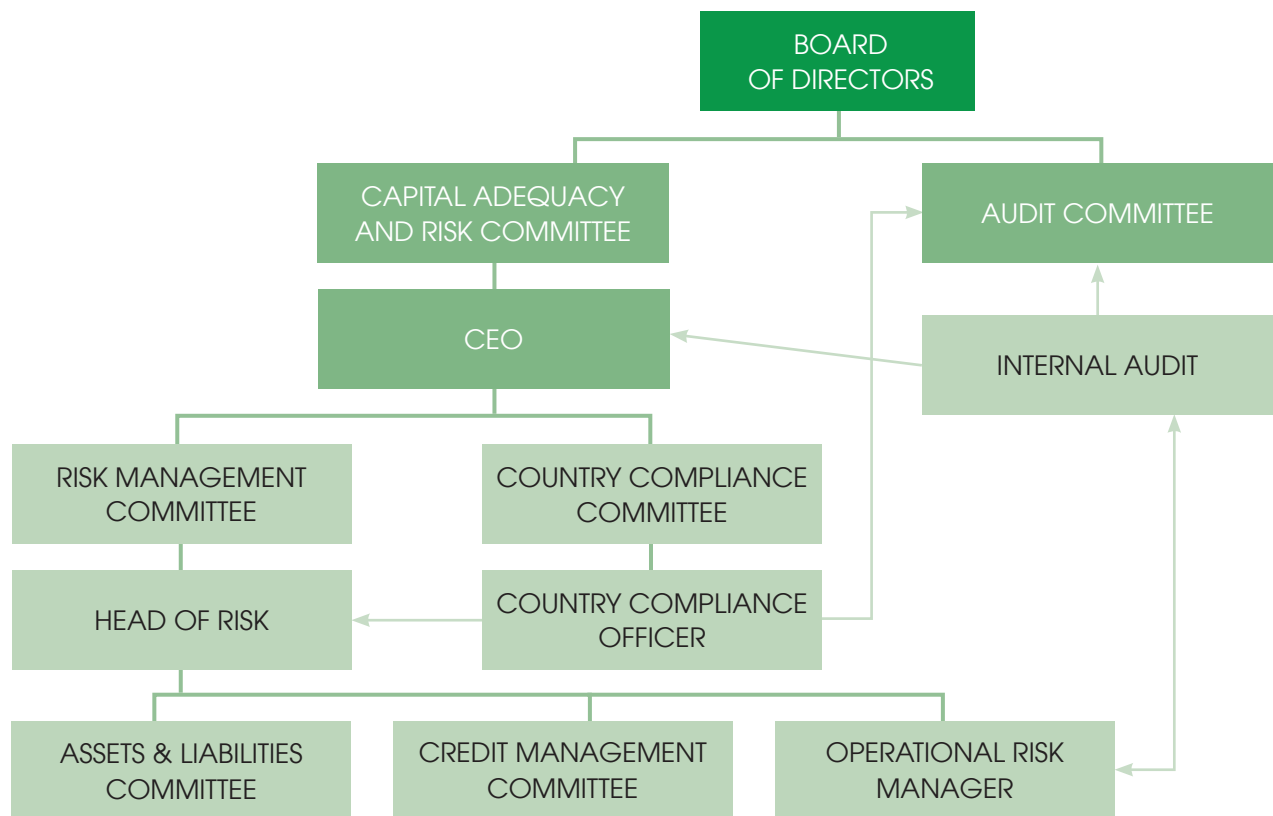 BOARD
OF DIRECTORS
CAPITAL ADEQUACY
AND RISK COMMITTEE
AUDIT COMMITTEE
CEO
INTERNAL AUDIT
RISK MANAGEMENT
COMMITTEE
COUNTRY COMPLIANCE
COMMITTEE
HEAD OF RISK
COUNTRY COMPLIANCE
OFFICER
ASSETS & LIABILITIES
COMMITTEE
CREDIT MANAGEMENT
COMMITTEE
OPERATIONAL RISK
MANAGER